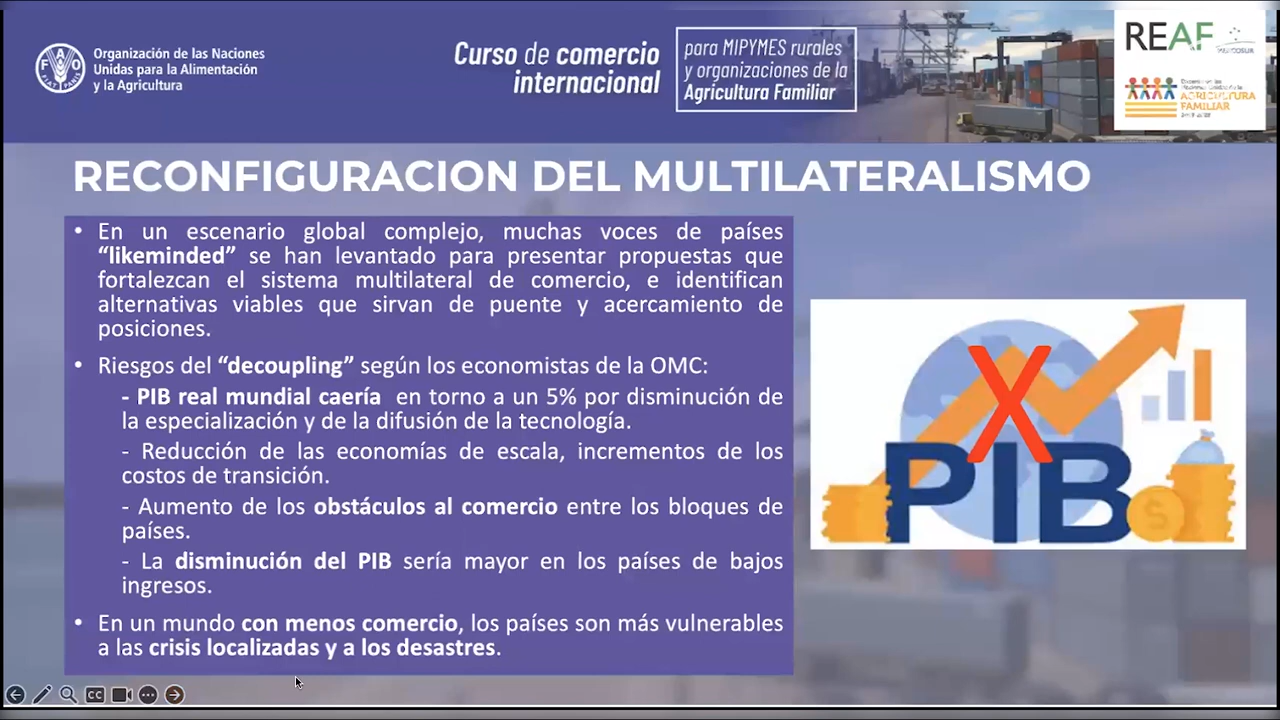 Organización de las Naciones
Unidas para la Alimentación
y la Agricultura
Curso de comercio
internacional
para MIPYMES rurales
y organizaciones de la
Agricultura Familiar
REAF
AGRICULTURA
FAMILIAR
RECONFIGURACION DEL MULTILATERALISMO
• En un escenario global complejo, muchas voces de países
“likeminded” se han levantado para presentar propuestas que
fortalezcan el sistema multilateral de comercio, e identifican
alternativas viables que sirvan de puente y acercamiento de
posiciones.
• Riesgos del “decoupling” según los economistas de la OMC:
- PIB real mundial caería en torno a un 5% por disminución de
la especialización y de la difusión de la tecnología.
- Reducción de las economías de escala, incrementos de los
costos de transición.
- Aumento de los obstáculos al comercio entre los bloques de
países.
- La disminución del PIB sería mayor en los países de bajos
ingresos.
• En un mundo con menos comercio, los países son más vulnerables
a las crisis localizadas y a los desastres.
X
PIB
$
CC